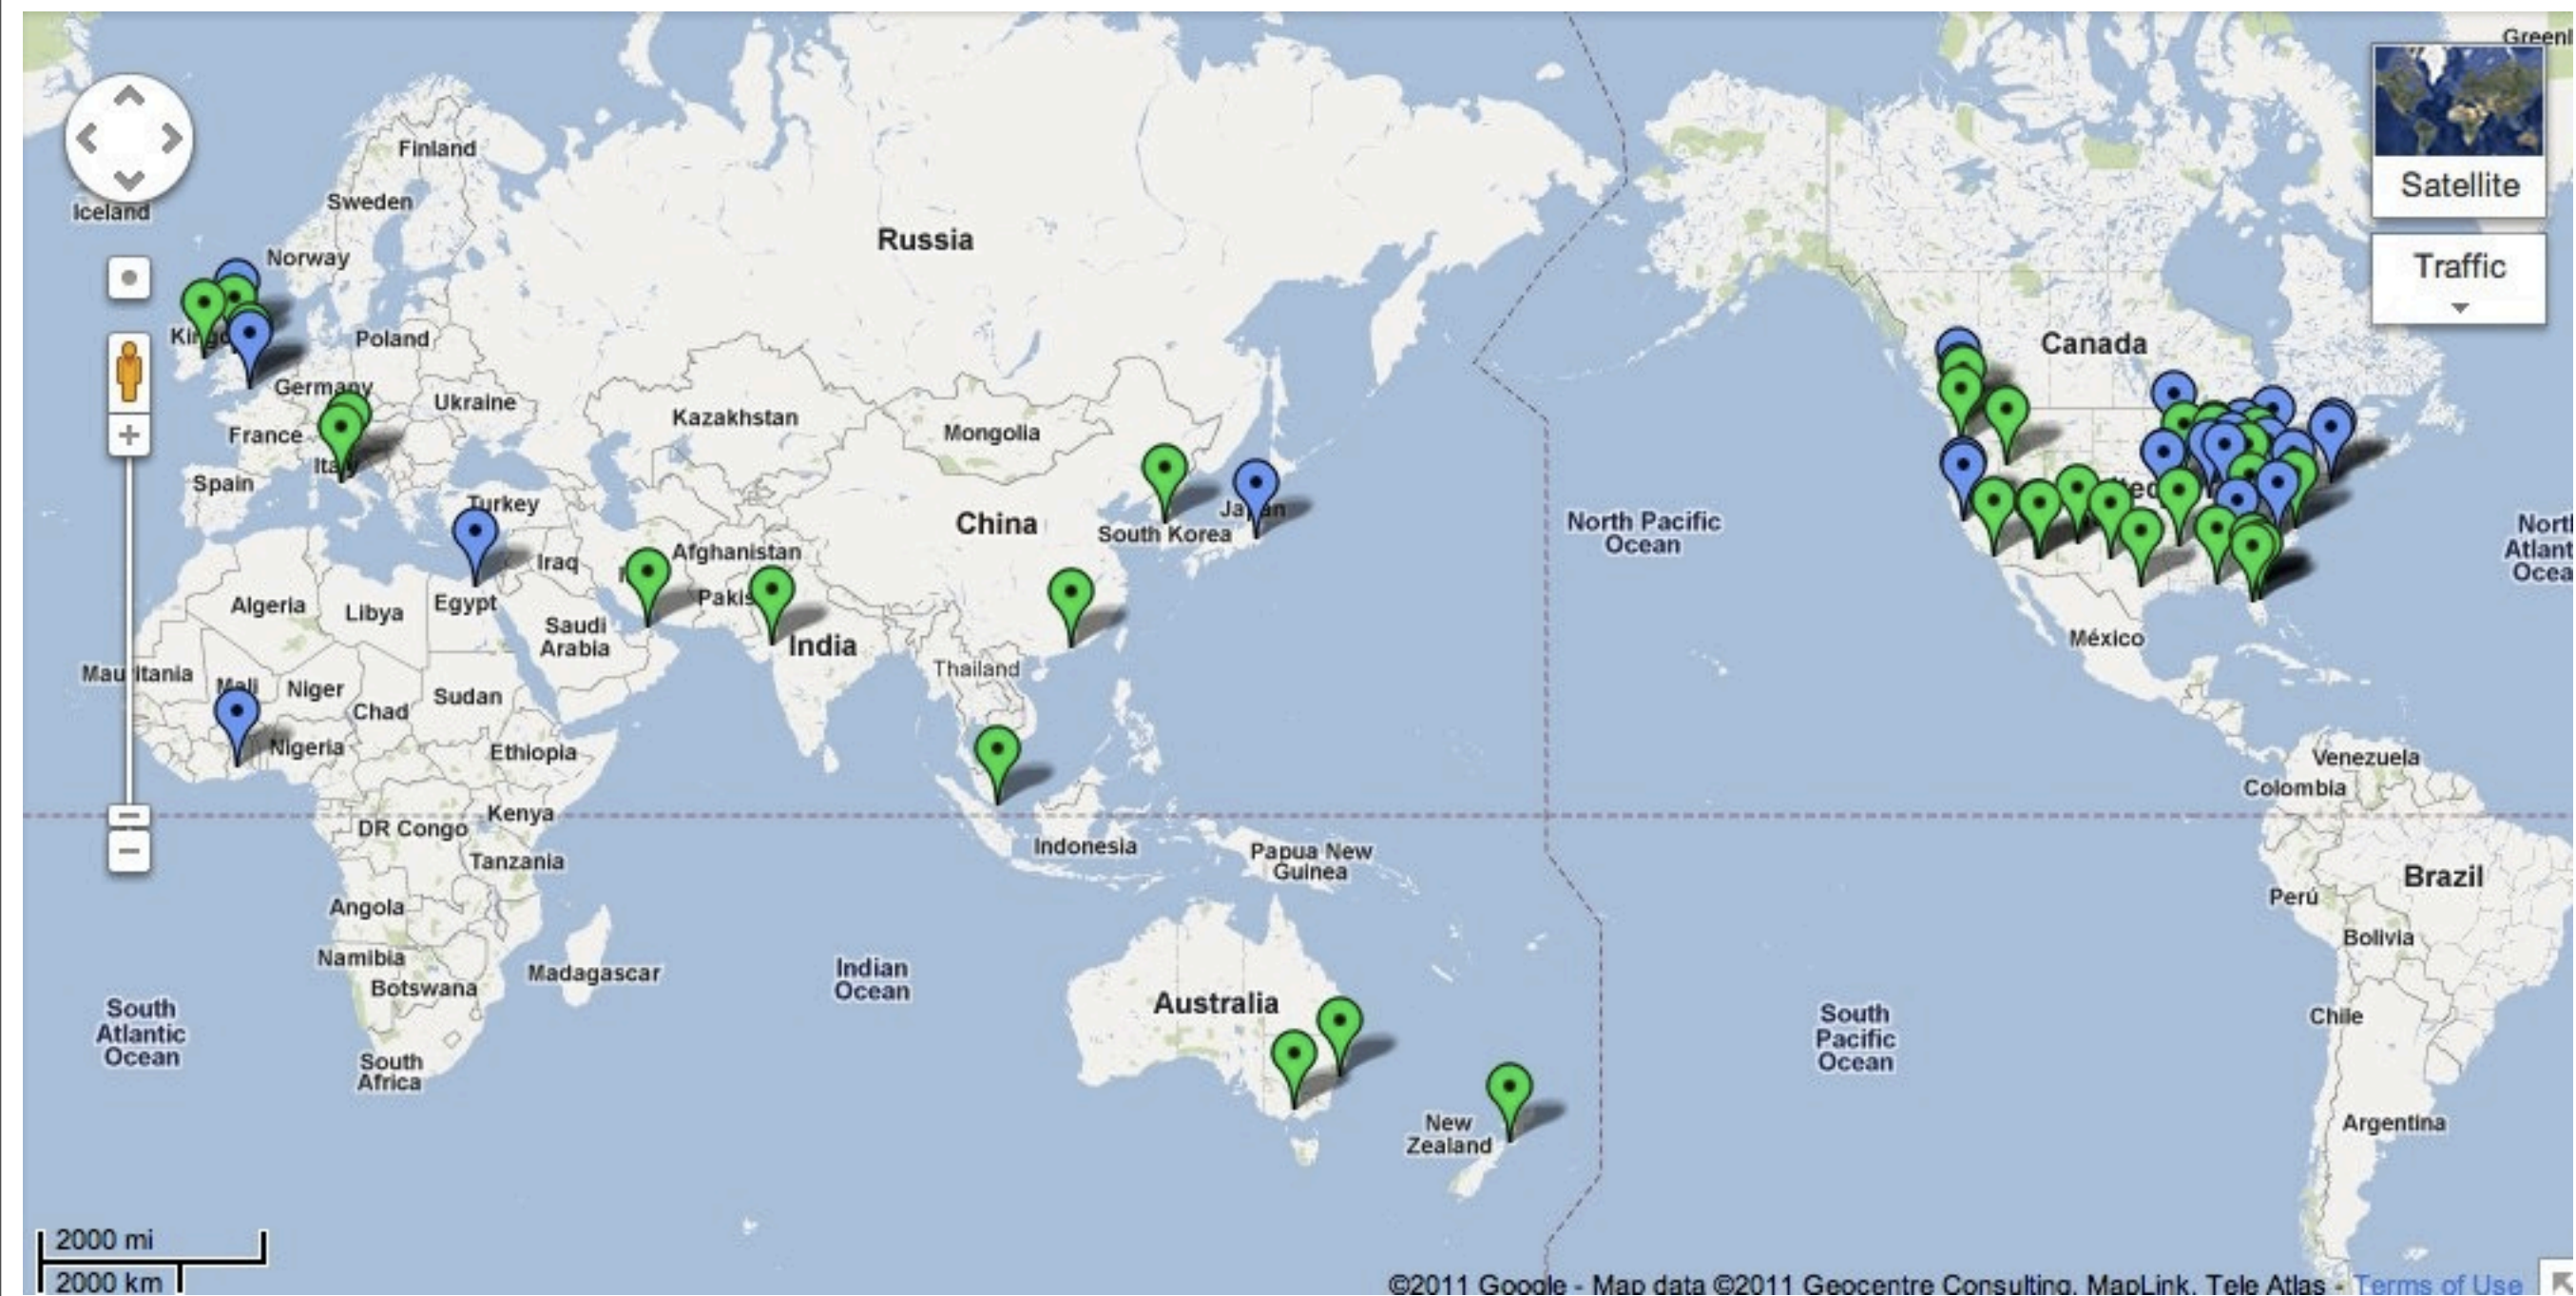 Greenl
Satellite
Traffic
Iceland
Finland
Sweden
Norway
Russia
Poland
Germany
Ukraine
France
Spain
Turkey
Kazakhstan
Mongolia
China
South Korea
Japan
Afghanistan
Iraq
India
Thailand
Algeria
Libya
Egypt
Saudi
Arabia
Mauritania
Mali
Niger
Chad
Sudan
Nigeria
Ethiopia
Kenya
DR Congo
Tanzania
Angola
Namibia
Botswana
Madagascar
South
Africa
South
Atlantic
Ocean
Indian
Ocean
Indonesia
Papua New
Guinea
Australia
New
Zealand
North Pacific
Ocean
South
Pacific
Ocean
Canada
México
Venezuela
Colombia
Brazil
Perú
Bolivia
Chile
Argentina
2000 mi
2000 km
©2011 Google - Map data ©2011 Geocentre Consulting, MapLink, Tele Atlas - Terms of Use